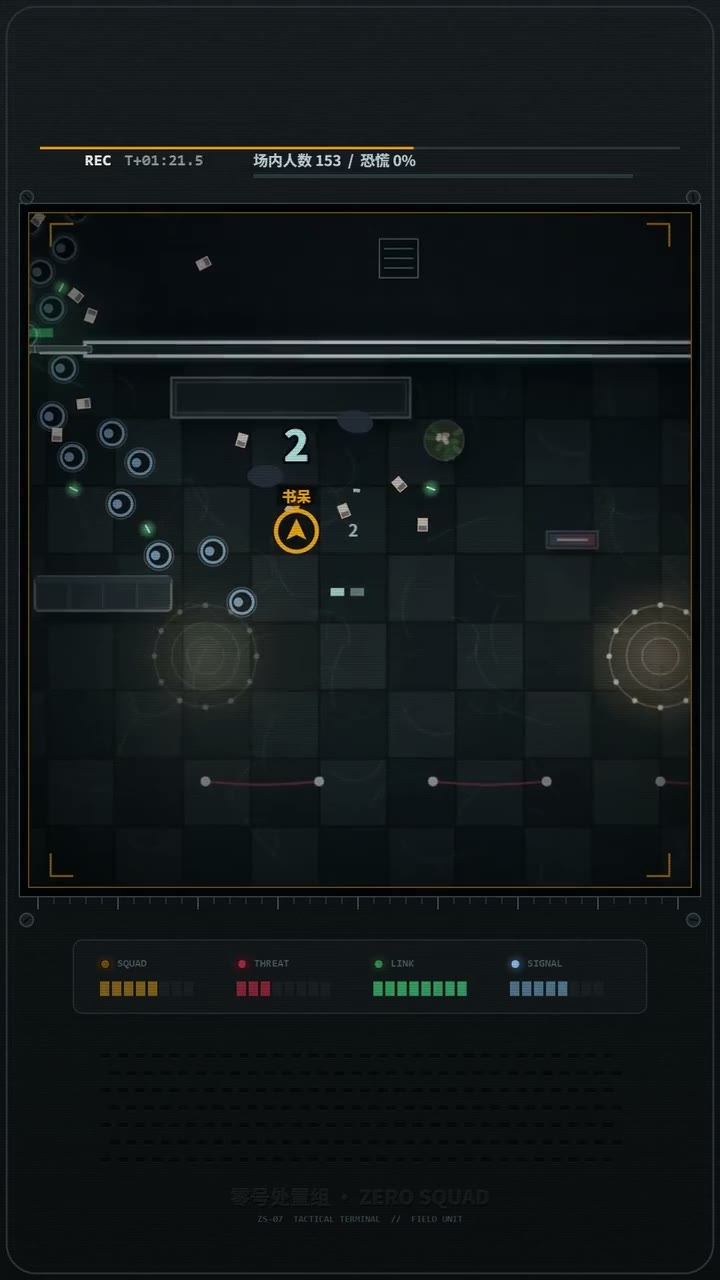 REC T+01:21.5 场内人数 153 / 恐慌 0%
2
书呆
2
SQUAD THREAT LINK SIGNAL
零号处置组 · ZERO SQUAD
ZS-07 TACTICAL TERMINAL // FIELD UNIT